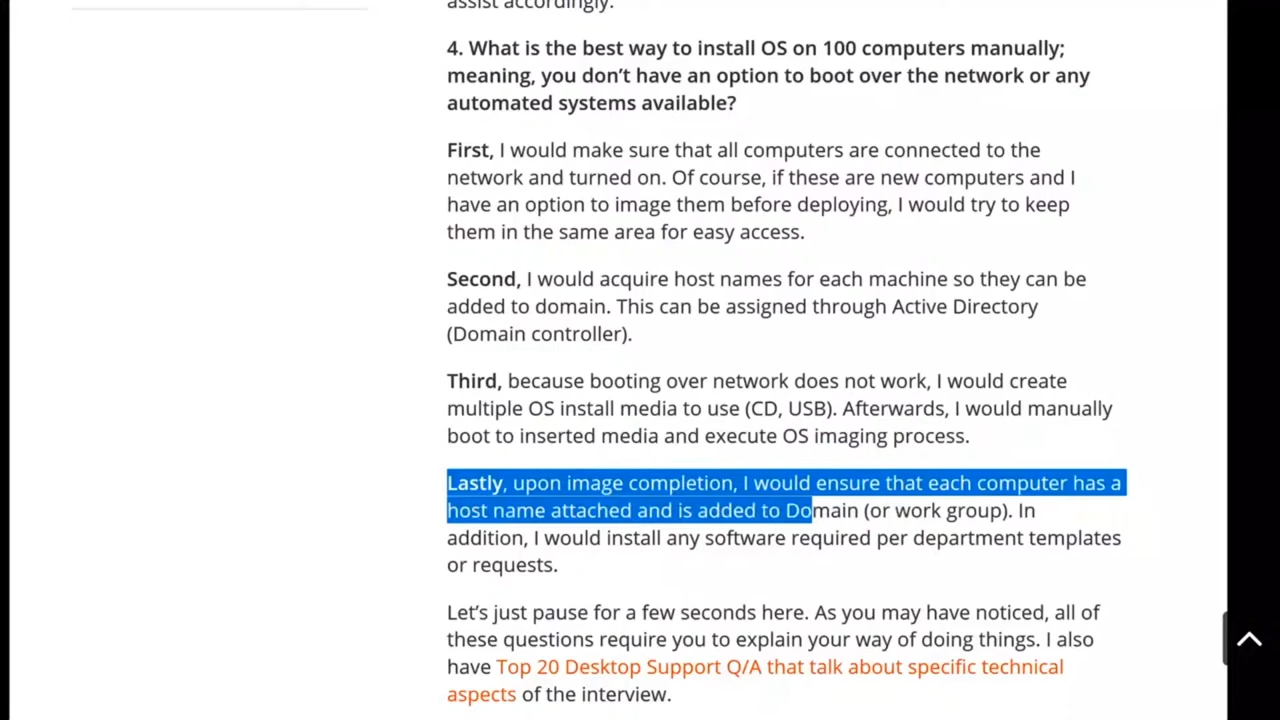 assist accordingly.
4. What is the best way to install OS on 100 computers manually;
meaning, you don’t have an option to boot over the network or any
automated systems available?
First, I would make sure that all computers are connected to the
network and turned on. Of course, if these are new computers and I
have an option to image them before deploying, I would try to keep
them in the same area for easy access.
Second, I would acquire host names for each machine so they can be
added to domain. This can be assigned through Active Directory
(Domain controller).
Third, because booting over network does not work, I would create
multiple OS install media to use (CD, USB). Afterwards, I would manually
boot to inserted media and execute OS imaging process.
Lastly, upon image completion, I would ensure that each computer has a
host name attached and is added to Domain (or work group). In
addition, I would install any software required per department templates
or requests.
Let’s just pause for a few seconds here. As you may have noticed, all of
these questions require you to explain your way of doing things. I also
have Top 20 Desktop Support Q/A that talk about specific technical
aspects of the interview.